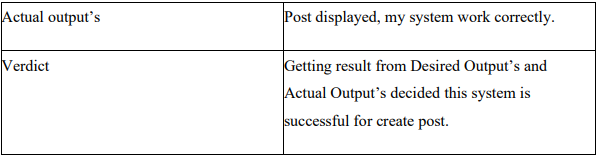 Actual output’s
Post displayed, my system work correctly.
Verdict
Getting result from Desired Output’s and
Actual Output’s decided this system is
successful for create post.